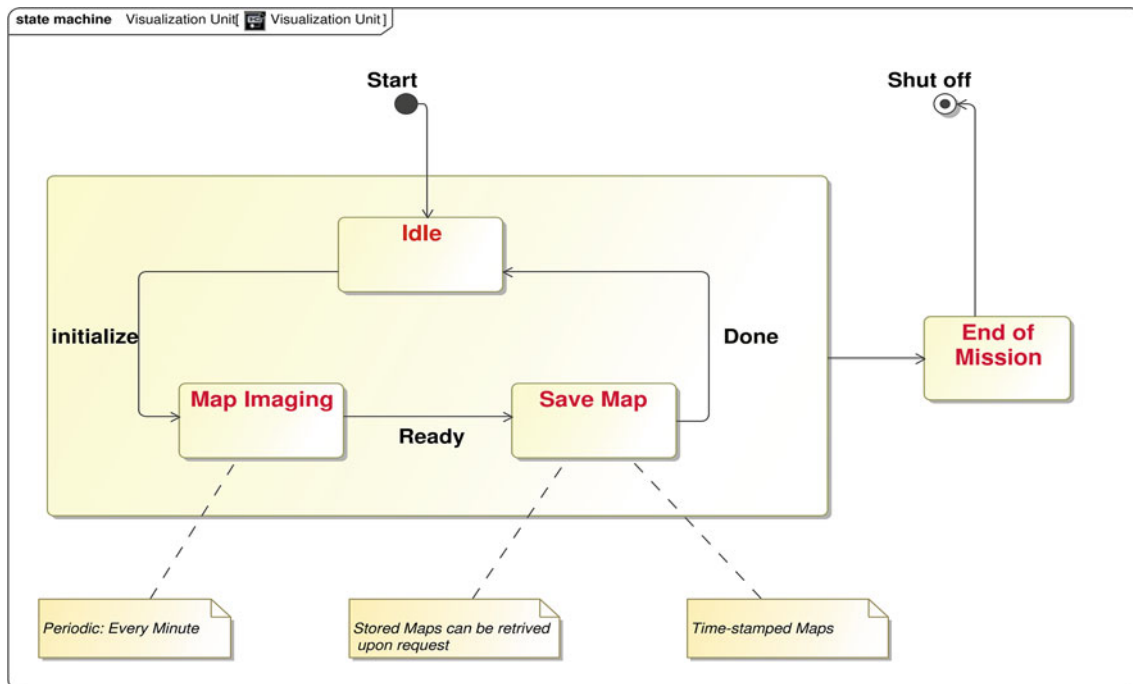 state machine Visualization Unit[ Visualization Unit]
Start
Shut off
Idle
initialize
Done
End of
Mission
Map Imaging
Save Map
Ready
Periodic: Every Minute
Stored Maps can be retrived
upon request
Time-stamped Maps